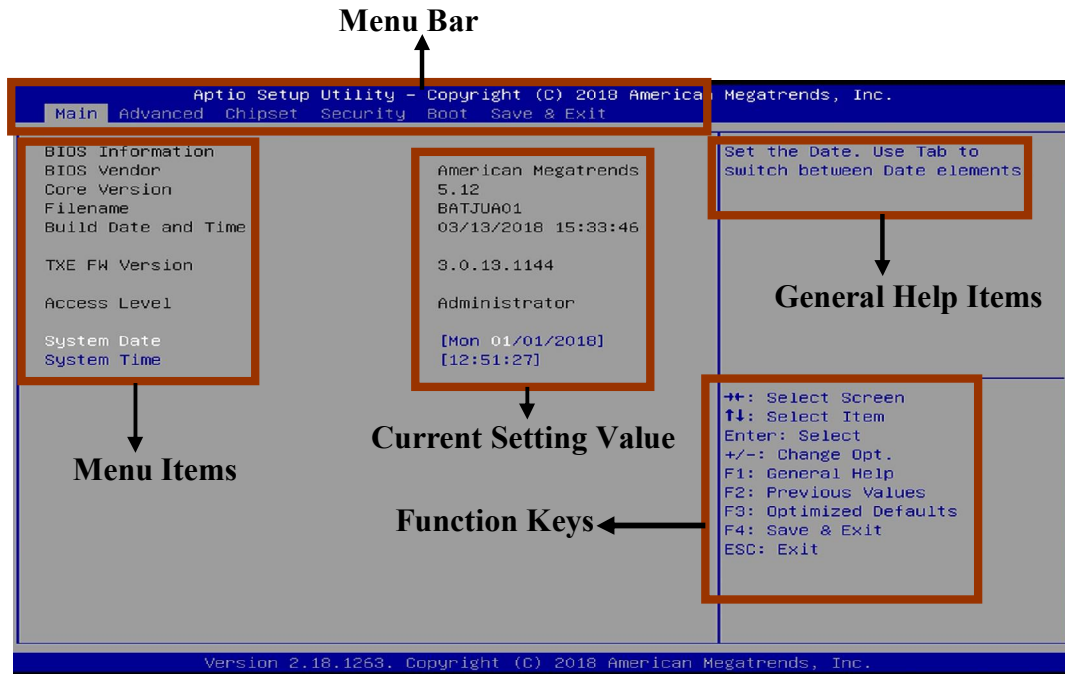 Menu Bar
Aptio Setup Utility – Copyright (C) 2018 American Megatrends, Inc.
Main Advanced Chipset Security Boot Save & Exit
BIOS Information
BIOS Vendor American Megatrends
Core Version 5.12
Filename BATJUA01
Build Date and Time 03/13/2018 15:33:46
TXE FW Version 3.0.13.1144
Access Level Administrator
System Date [Mon 01/01/2018]
System Time [12:51:27]
Set the Date. Use Tab to
switch between Date elements
General Help Items
Current Setting Value
Menu Items
Function Keys
→←: Select Screen
↑↓: Select Item
Enter: Select
+/-: Change Opt.
F1: General Help
F2: Previous Values
F3: Optimized Defaults
F4: Save & Exit
ESC: Exit
Version 2.18.1263. Copyright (C) 2018 American Megatrends, Inc.